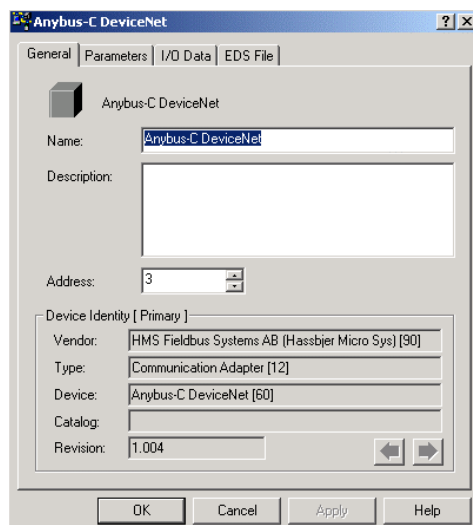 Anybus-C DeviceNet
General Parameters I/O Data EDS File
Anybus-C DeviceNet
Name: Anybus-C DeviceNet
Description:
Address: 3
Device Identity [ Primary ]
Vendor: HMS Fieldbus Systems AB (Hassbjer Micro Sys) [90]
Type: Communication Adapter [12]
Device: Anybus-C DeviceNet [60]
Catalog:
Revision: 1.004
OK Cancel Apply Help